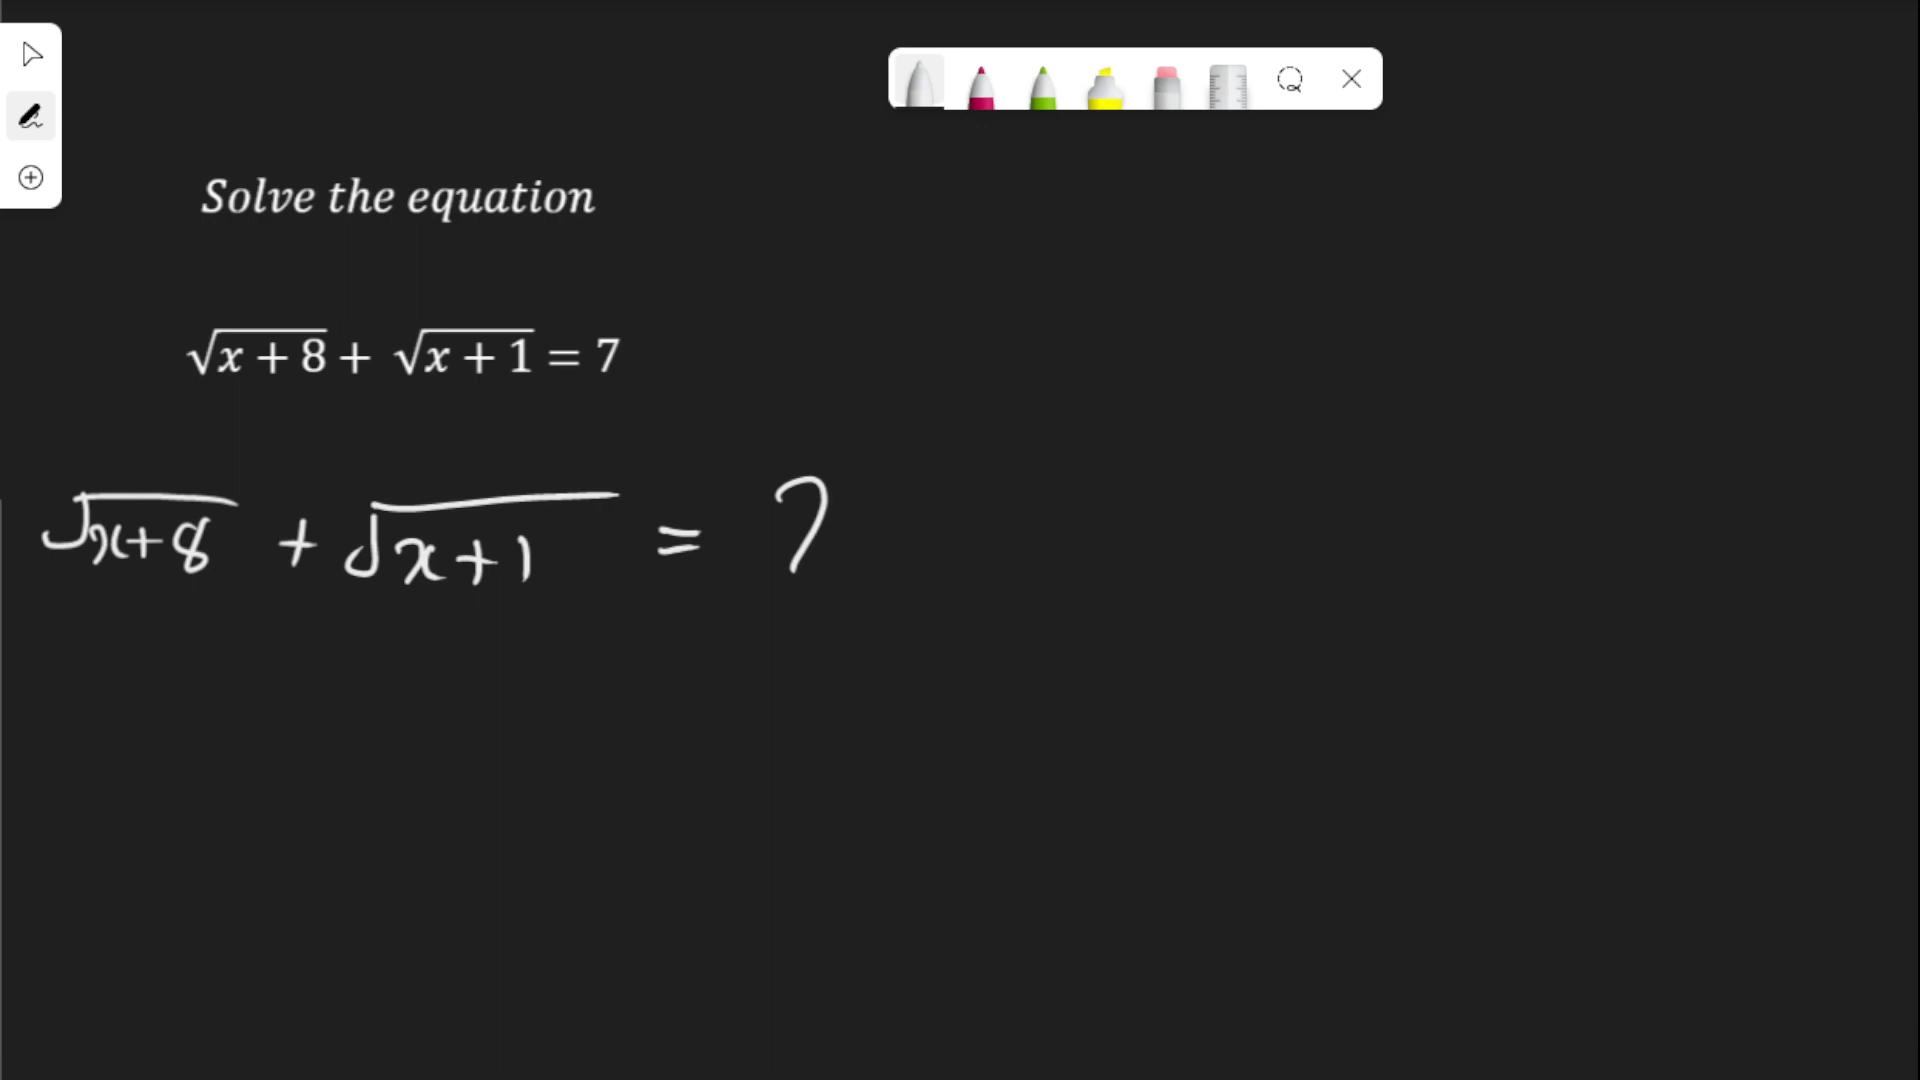 Solve the equation
√x + 8 + √x + 1 = 7
√x+8 + √x+1 = 7